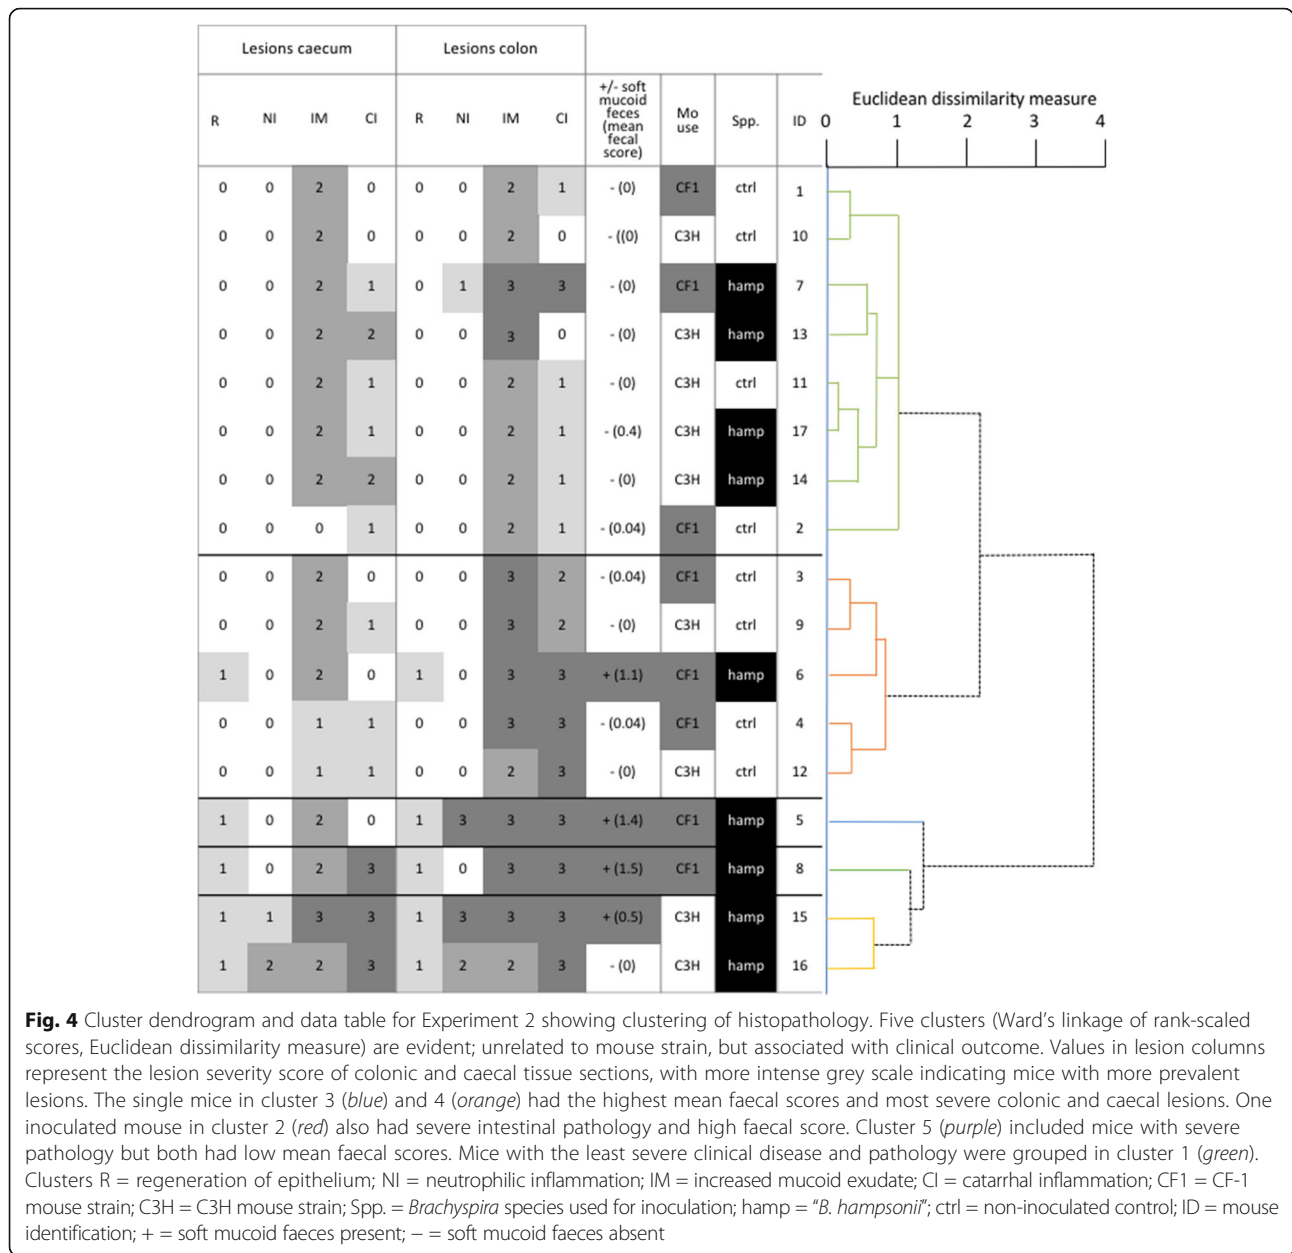 Lesions caecum Lesions colon
R NI IM CI R NI IM CI +/- soft mucoid feces (mean fecal score) Mo use Spp. ID
Euclidean dissimilarity measure
0 1 2 3 4
0 0 2 0 0 0 2 1 - (0) CF1 ctrl 1
0 0 2 0 0 0 2 0 - ((0) C3H ctrl 10
0 0 2 1 0 1 3 3 - (0) CF1 hamp 7
0 0 2 2 0 0 3 0 - (0) C3H hamp 13
0 0 2 1 0 0 2 1 - (0) C3H ctrl 11
0 0 2 1 0 0 2 1 - (0.4) C3H hamp 17
0 0 2 2 0 0 2 1 - (0) C3H hamp 14
0 0 0 1 0 0 2 1 - (0.04) CF1 ctrl 2
0 0 2 0 0 0 3 2 - (0.04) CF1 ctrl 3
0 0 2 1 0 0 3 2 - (0) C3H ctrl 9
1 0 2 0 1 0 3 3 + (1.1) CF1 hamp 6
0 0 1 1 0 0 3 3 - (0.04) CF1 ctrl 4
0 0 1 1 0 0 2 3 - (0) C3H ctrl 12
1 0 2 0 1 3 3 3 + (1.4) CF1 hamp 5
1 0 2 3 1 0 3 3 + (1.5) CF1 hamp 8
1 1 3 3 1 3 3 3 + (0.5) C3H hamp 15
1 2 2 3 1 2 2 3 - (0) C3H hamp 16
Fig. 4 Cluster dendrogram and data table for Experiment 2 showing clustering of histopathology. Five clusters (Ward's linkage of rank-scaled
scores, Euclidean dissimilarity measure) are evident; unrelated to mouse strain, but associated with clinical outcome. Values in lesion columns
represent the lesion severity score of colonic and caecal tissue sections, with more intense grey scale indicating mice with more prevalent
lesions. The single mice in cluster 3 (blue) and 4 (orange) had the highest mean faecal scores and most severe colonic and caecal lesions. One
inoculated mouse in cluster 2 (red) also had severe intestinal pathology and high faecal score. Cluster 5 (purple) included mice with severe
pathology but both had low mean faecal scores. Mice with the least severe clinical disease and pathology were grouped in cluster 1 (green).
Clusters R = regeneration of epithelium; NI = neutrophilic inflammation; IM = increased mucoid exudate; CI = catarrhal inflammation; CF1 = CF-1
mouse strain; C3H = C3H mouse strain; Spp. = Brachyspira species used for inoculation; hamp = "B. hampsonii"; ctrl = non-inoculated control; ID = mouse
identification; + = soft mucoid faeces present; − = soft mucoid faeces absent